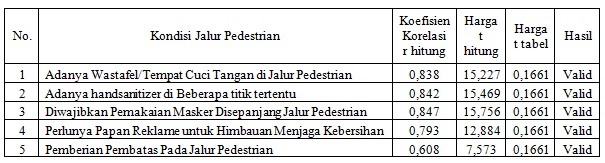 No. Kondisi Jalur Pedestrian Koefisien Korelasi r hitung Harga t hitung Harga t tabel Hasil
1 Adanya Wastafel/Tempat Cuci Tangan di Jalur Pedestrian 0,838 15,227 0,1661 Valid
2 Adanya handsanitizer di Beberapa titik tertentu 0,842 15,469 0,1661 Valid
3 Diwajibkan Pemakaian Masker Disepanjang Jalur Pedestrian 0,847 15,756 0,1661 Valid
4 Perlunya Papan Reklame untuk Himbauan Menjaga Kebersihan 0,793 12,884 0,1661 Valid
5 Pemberian Pembatas Pada Jalur Pedestrian 0,608 7,573 0,1661 Valid